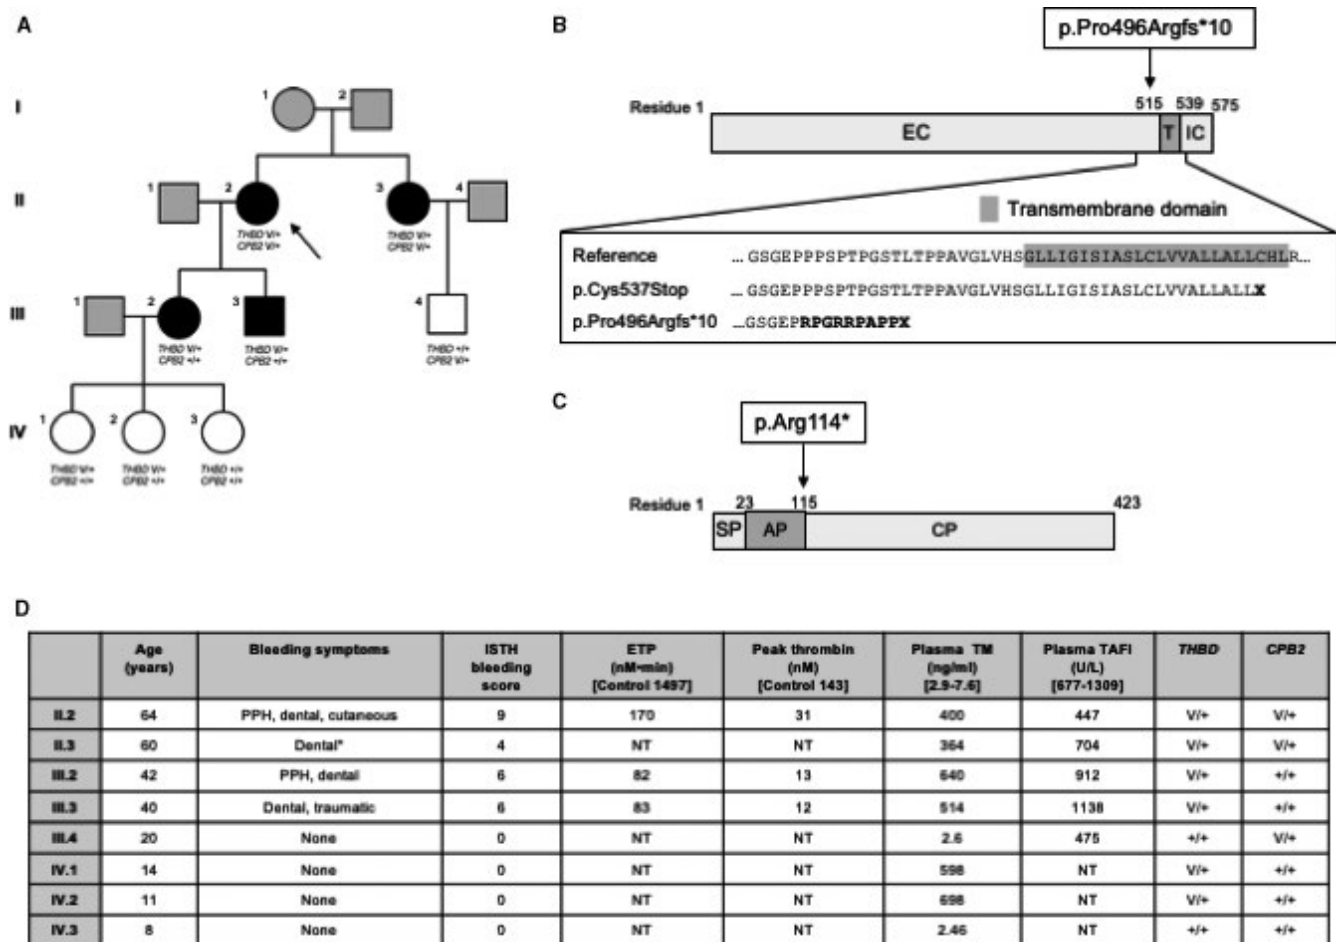 A
I
1
2
II
1
2
3
4
THBD V/+
CPB2 V/+
THBD V/+
CPB2 V/+
III
1
2
3
4
THBD V/+
CPB2 +/+
THBD V/+
CPB2 +/+
THBD +/+
CPB2 V/+
IV
1
2
3
THBD V/+
CPB2 +/+
THBD V/+
CPB2 +/+
THBD +/+
CPB2 +/+
B
p.Pro496Argfs*10
Residue 1
515 539 575
EC T IC
Transmembrane domain
Reference ... GSGEPPPPSPTPGSTLTPPAVGLVHSGLLIGISIASLCLVVALLALLCHLR...
p.Cys537Stop ... GSGEPPPPSPTPGSTLTPPAVGLVHSGLLIGISIASLCLVVALLALLX
p.Pro496Argfs*10 ...GSGEPRPGRRPAPPX
C
p.Arg114*
Residue 1 23 115 423
SP AP CP
D
Age (years) Bleeding symptoms ISTH bleeding score ETP (nM•min) [Control 1497] Peak thrombin (nM) [Control 143] Plasma TM (ng/ml) [2.9-7.6] Plasma TAFI (U/L) [677-1309] THBD CPB2
II.2 64 PPH, dental, cutaneous 9 170 31 400 447 V/+ V/+
II.3 60 Dental* 4 NT NT 364 704 V/+ V/+
III.2 42 PPH, dental 6 82 13 640 912 V/+ +/+
III.3 40 Dental, traumatic 6 83 12 514 1138 V/+ +/+
III.4 20 None 0 NT NT 2.6 475 +/+ V/+
IV.1 14 None 0 NT NT 598 NT V/+ +/+
IV.2 11 None 0 NT NT 698 NT V/+ +/+
IV.3 8 None 0 NT NT 2.46 NT +/+ +/+